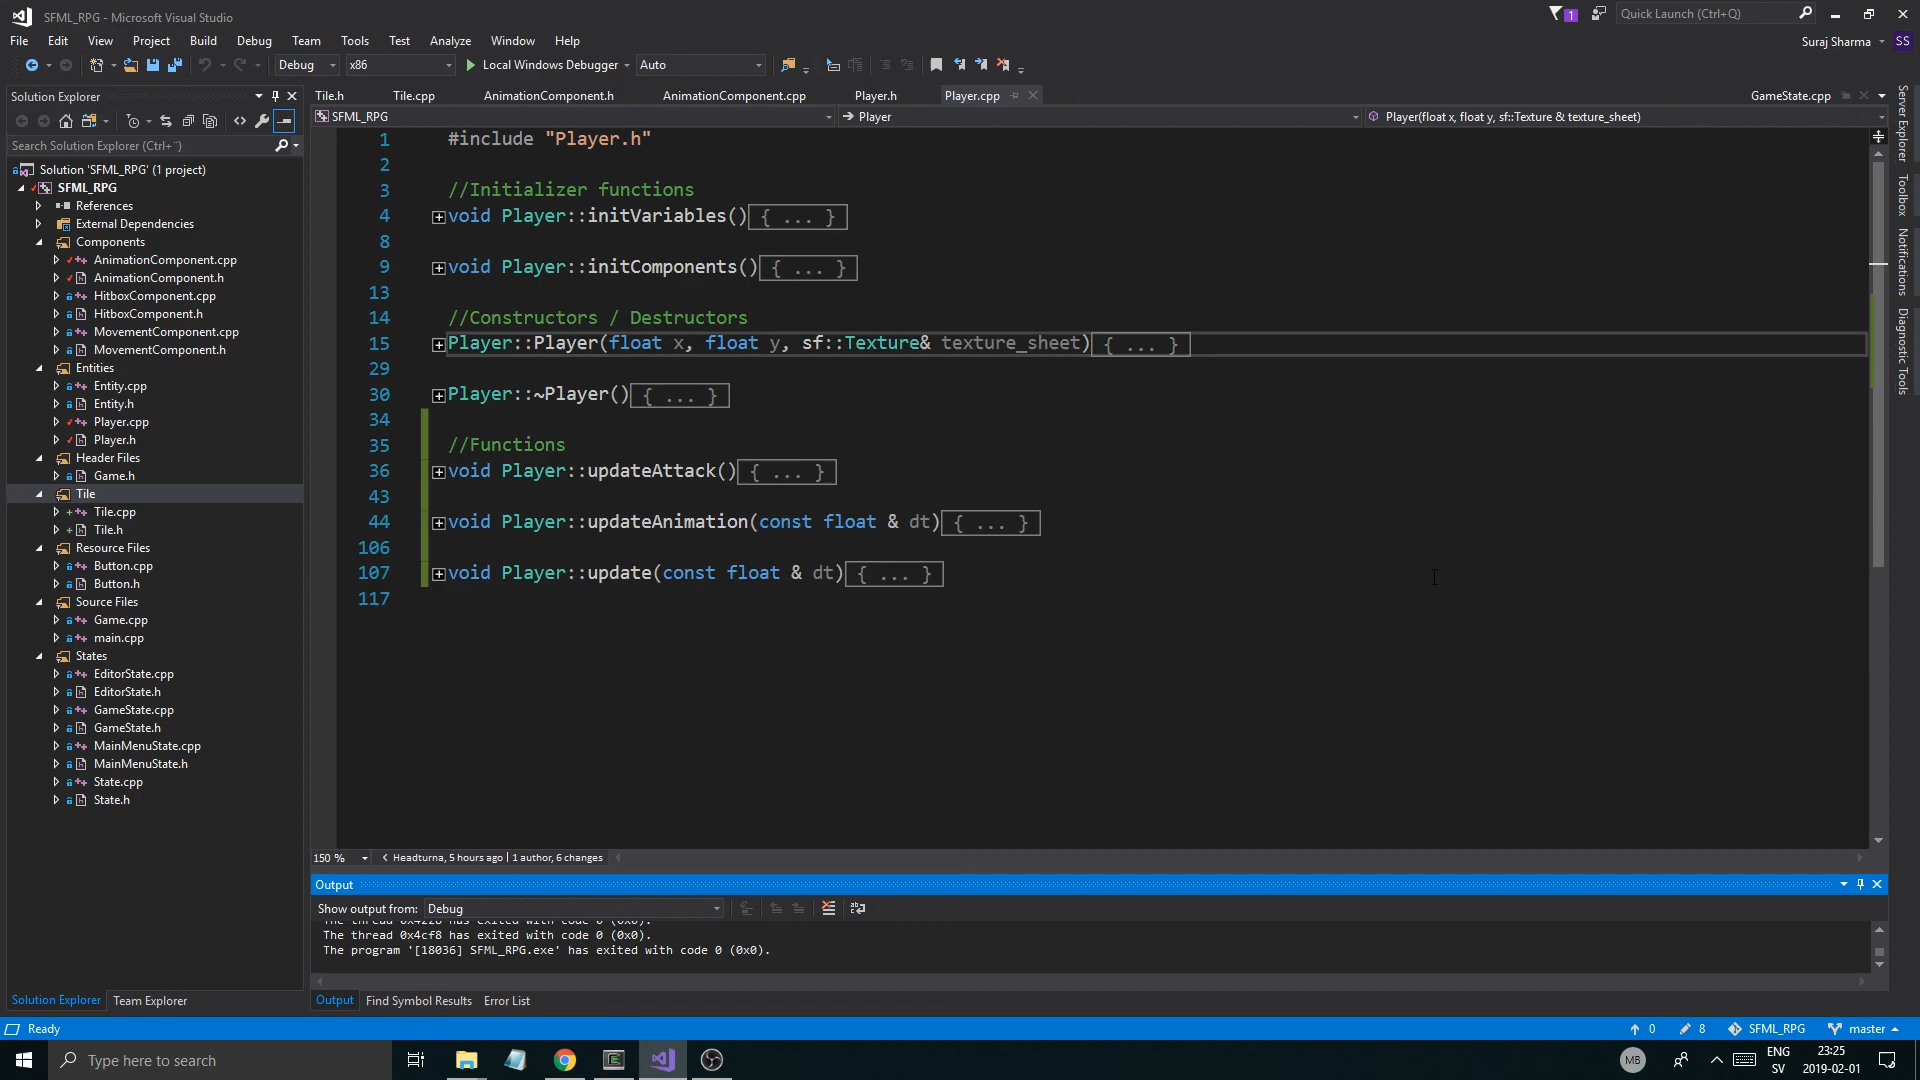 SFML_RPG - Microsoft Visual Studio
1
Quick Launch (Ctrl+Q)
File Edit View Project Build Debug Team Tools Test Analyze Window Help
Suraj Sharma SS
Debug x86 Local Windows Debugger Auto
Solution Explorer
Tile.h Tile.cpp AnimationComponent.h AnimationComponent.cpp Player.h Player.cpp GameState.cpp
SFML_RPG Player Player(float x, float y, sf::Texture & texture_sheet)
Search Solution Explorer (Ctrl+¨)
Solution 'SFML_RPG' (1 project)
SFML_RPG
References
External Dependencies
Components
AnimationComponent.cpp
AnimationComponent.h
HitboxComponent.cpp
HitboxComponent.h
MovementComponent.cpp
MovementComponent.h
Entities
Entity.cpp
Entity.h
Player.cpp
Player.h
Header Files
Game.h
Tile
Tile.cpp
Tile.h
Resource Files
Button.cpp
Button.h
Source Files
Game.cpp
main.cpp
States
EditorState.cpp
EditorState.h
GameState.cpp
GameState.h
MainMenuState.cpp
MainMenuState.h
State.cpp
State.h
Solution Explorer Team Explorer
1 #include "Player.h"
2
3 //Initializer functions
4 void Player::initVariables(){ ... }
8
9 void Player::initComponents(){ ... }
13
14 //Constructors / Destructors
15 Player::Player(float x, float y, sf::Texture& texture_sheet){ ... }
29
30 Player::~Player(){ ... }
34
35 //Functions
36 void Player::updateAttack(){ ... }
43
44 void Player::updateAnimation(const float & dt){ ... }
106
107 void Player::update(const float & dt){ ... }
117
Server Explorer
Toolbox
Notifications
Diagnostic Tools
150 % Headturna, 5 hours ago | 1 author, 6 changes
Output
Show output from: Debug
The thread 0x4228 has exited with code 0 (0x0).
The thread 0x4cf8 has exited with code 0 (0x0).
The program '[18036] SFML_RPG.exe' has exited with code 0 (0x0).
Output Find Symbol Results Error List
Ready 0 8 SFML_RPG master
Type here to search
MB
ENG
SV
23:25
2019-02-01